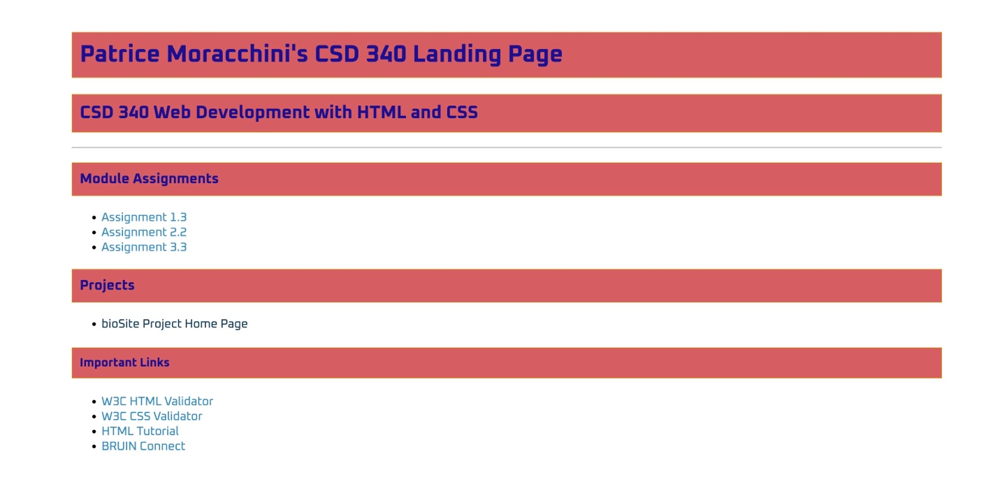 Patrice Moracchini's CSD 340 Landing Page
CSD 340 Web Development with HTML and CSS
Module Assignments
Assignment 1.3
Assignment 2.2
Assignment 3.3
Projects
bioSite Project Home Page
Important Links
W3C HTML Validator
W3C CSS Validator
HTML Tutorial
BRUIN Connect